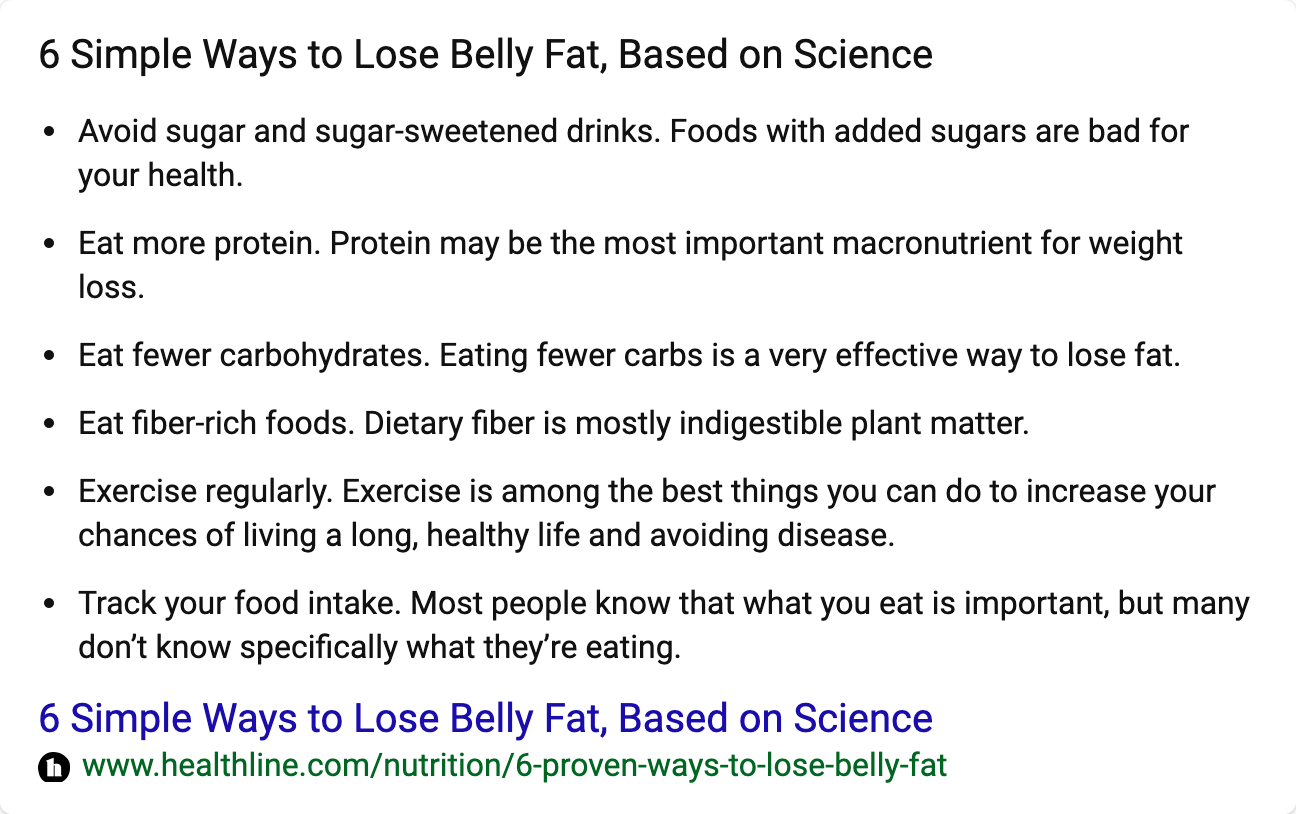 6 Simple Ways to Lose Belly Fat, Based on Science
• Avoid sugar and sugar-sweetened drinks. Foods with added sugars are bad for
your health.
• Eat more protein. Protein may be the most important macronutrient for weight
loss.
• Eat fewer carbohydrates. Eating fewer carbs is a very effective way to lose fat.
• Eat fiber-rich foods. Dietary fiber is mostly indigestible plant matter.
• Exercise regularly. Exercise is among the best things you can do to increase your
chances of living a long, healthy life and avoiding disease.
• Track your food intake. Most people know that what you eat is important, but many
don’t know specifically what they’re eating.
6 Simple Ways to Lose Belly Fat, Based on Science
h www.healthline.com/nutrition/6-proven-ways-to-lose-belly-fat